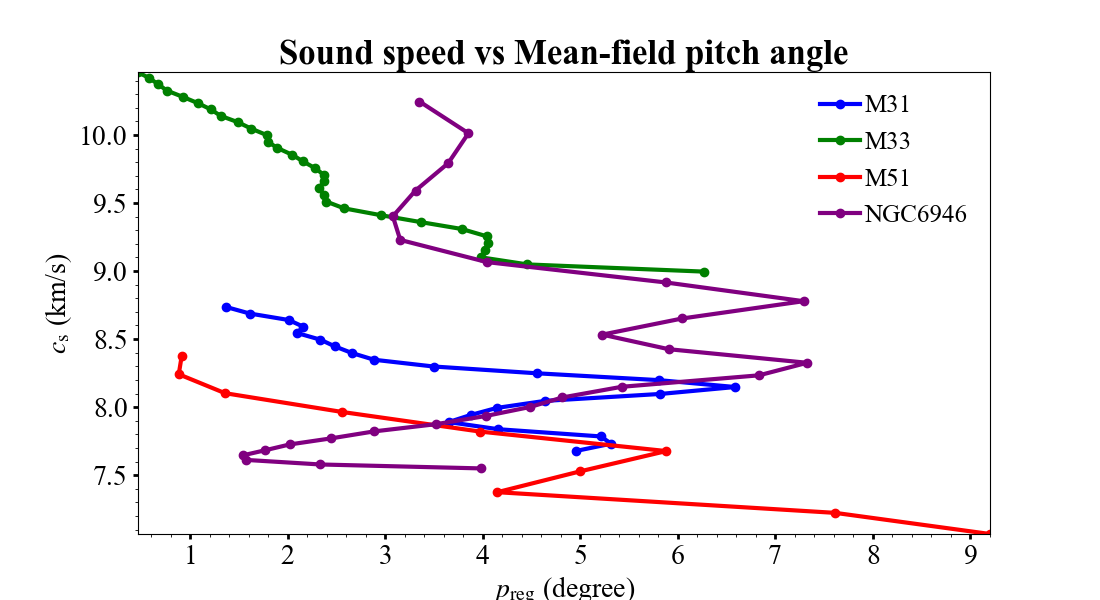 Sound speed vs Mean-field pitch angle
M31
M33
M51
NGC6946
10.0
9.5
9.0
8.5
8.0
7.5
c_s (km/s)
1 2 3 4 5 6 7 8 9
p_reg (degree)